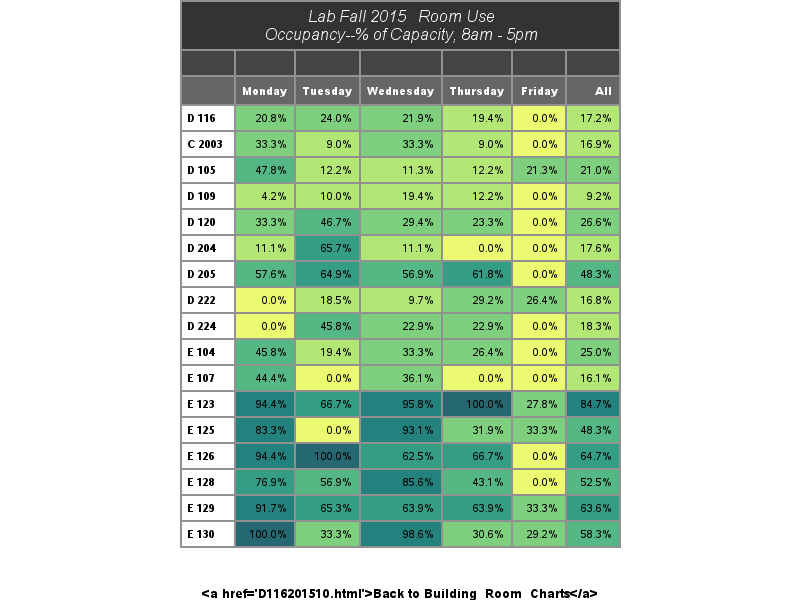 Lab Fall 2015 Room Use
Occupancy--% of Capacity, 8am - 5pm
Monday Tuesday Wednesday Thursday Friday All
D 116 20.8% 24.0% 21.9% 19.4% 0.0% 17.2%
C 2003 33.3% 9.0% 33.3% 9.0% 0.0% 16.9%
D 105 47.8% 12.2% 11.3% 12.2% 21.3% 21.0%
D 109 4.2% 10.0% 19.4% 12.2% 0.0% 9.2%
D 120 33.3% 46.7% 29.4% 23.3% 0.0% 26.6%
D 204 11.1% 65.7% 11.1% 0.0% 0.0% 17.6%
D 205 57.6% 64.9% 56.9% 61.8% 0.0% 48.3%
D 222 0.0% 18.5% 9.7% 29.2% 26.4% 16.8%
D 224 0.0% 45.8% 22.9% 22.9% 0.0% 18.3%
E 104 45.8% 19.4% 33.3% 26.4% 0.0% 25.0%
E 107 44.4% 0.0% 36.1% 0.0% 0.0% 16.1%
E 123 94.4% 66.7% 95.8% 100.0% 27.8% 84.7%
E 125 83.3% 0.0% 93.1% 31.9% 33.3% 48.3%
E 126 94.4% 100.0% 62.5% 66.7% 0.0% 64.7%
E 128 76.9% 56.9% 85.6% 43.1% 0.0% 52.5%
E 129 91.7% 65.3% 63.9% 63.9% 33.3% 63.6%
E 130 100.0% 33.3% 98.6% 30.6% 29.2% 58.3%
<a href='D116201510.html'>Back to Building Room Charts</a>